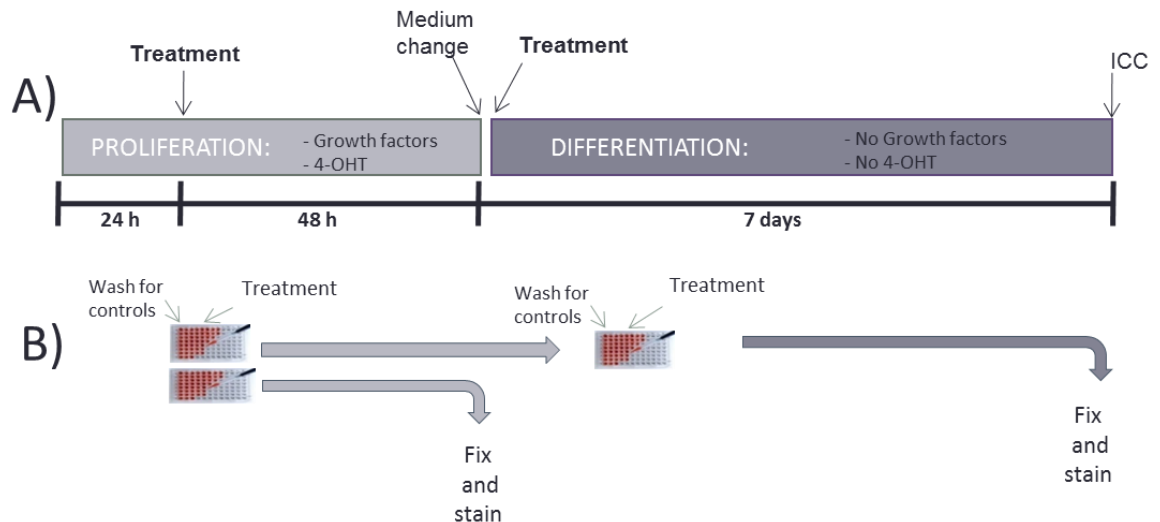 A)
Treatment
Medium
change
Treatment
ICC
PROLIFERATION:
- Growth factors
- 4-OHT
DIFFERENTIATION:
- No Growth factors
- No 4-OHT
24 h
48 h
7 days
B)
Wash for
controls
Treatment
Wash for
controls
Treatment
Fix
and
stain
Fix
and
stain